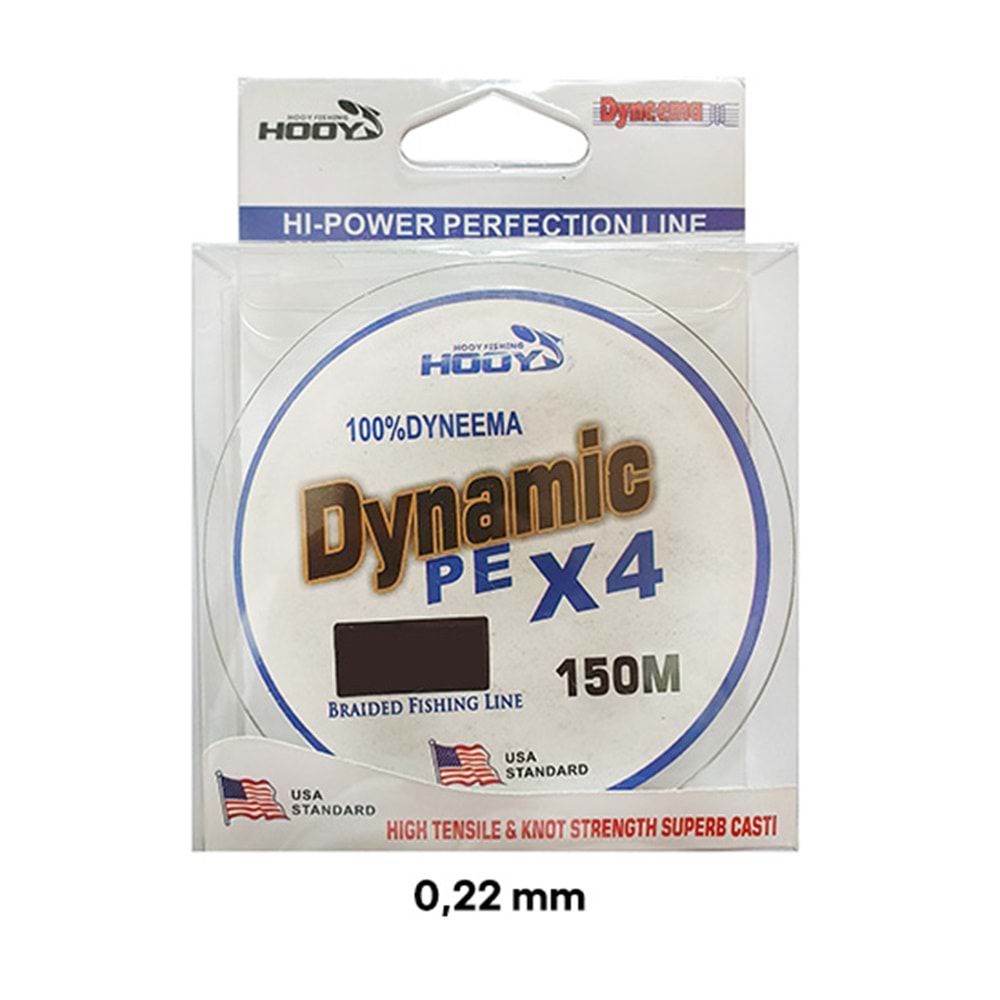 HOOY FISHING
HOOY
Dyneema
HI-POWER PERFECTION LINE
HOOY FISHING
HOOY
100%DYNEEMA
Dynamic
PE X4
150M
BRAIDED FISHING LINE
USA
STANDARD
USA
STANDARD
HIGH TENSILE & KNOT STRENGTH SUPERB CASTI
0,22 mm